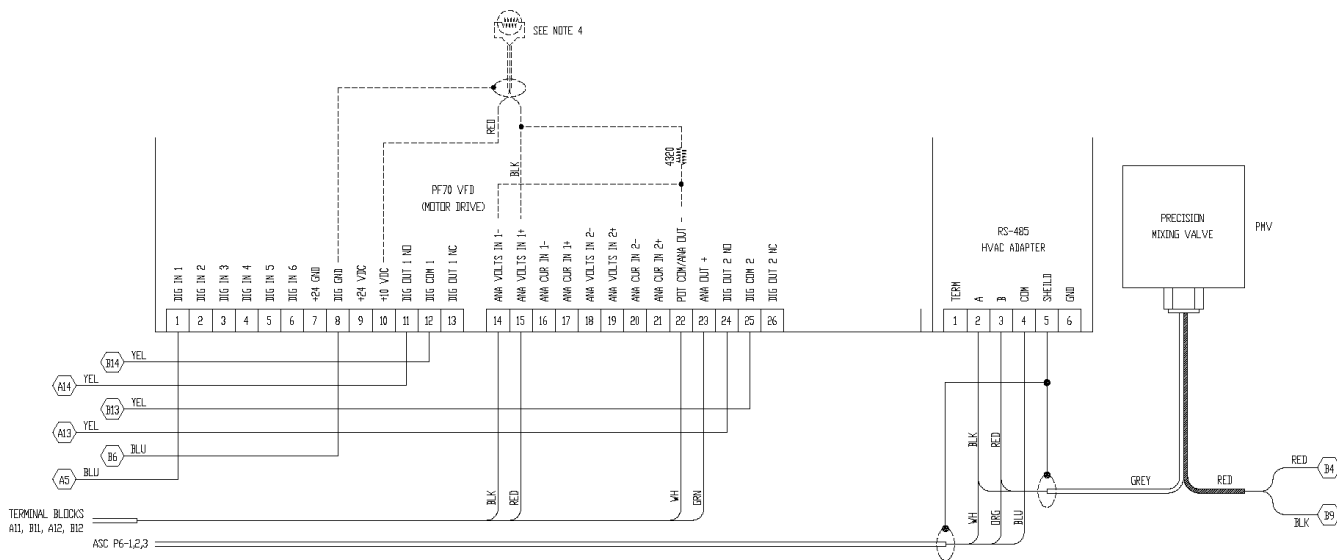 SEE NOTE 4
RED
BLK
4320
PF70 VFD
(MOTOR DRIVE)
DIG IN 1
DIG IN 2
DIG IN 3
DIG IN 4
DIG IN 5
DIG IN 6
+24 GND
DIG GND
+24 VDC
+10 VDC
DIG OUT 1 NO
DIG COM 1
DIG OUT 1 NC
ANA VOLTS IN 1-
ANA VOLTS IN 1+
ANA CUR IN 1-
ANA CUR IN 1+
ANA VOLTS IN 2-
ANA VOLTS IN 2+
ANA CUR IN 2-
ANA CUR IN 2+
POT COM/ANA OUT -
ANA OUT +
DIG OUT 2 NO
DIG COM 2
DIG OUT 2 NC
1 2 3 4 5 6 7 8 9 10 11 12 13
14 15 16 17 18 19 20 21 22 23 24 25 26
RS-485
HVAC ADAPTER
TERM
A
B
COM
SHEILD
GND
1 2 3 4 5 6
PRECISION
MIXING VALVE
PMV
B14 YEL
A14 YEL
B13 YEL
A13 YEL
B6 BLU
A5 BLU
TERMINAL BLOCKS
A11, B11, A12, B12
BLK
RED
WH
GRN
ASC P6-1,2,3
BLK
RED
WH
ORG
BLU
GREY
RED
RED B4
BLK B9